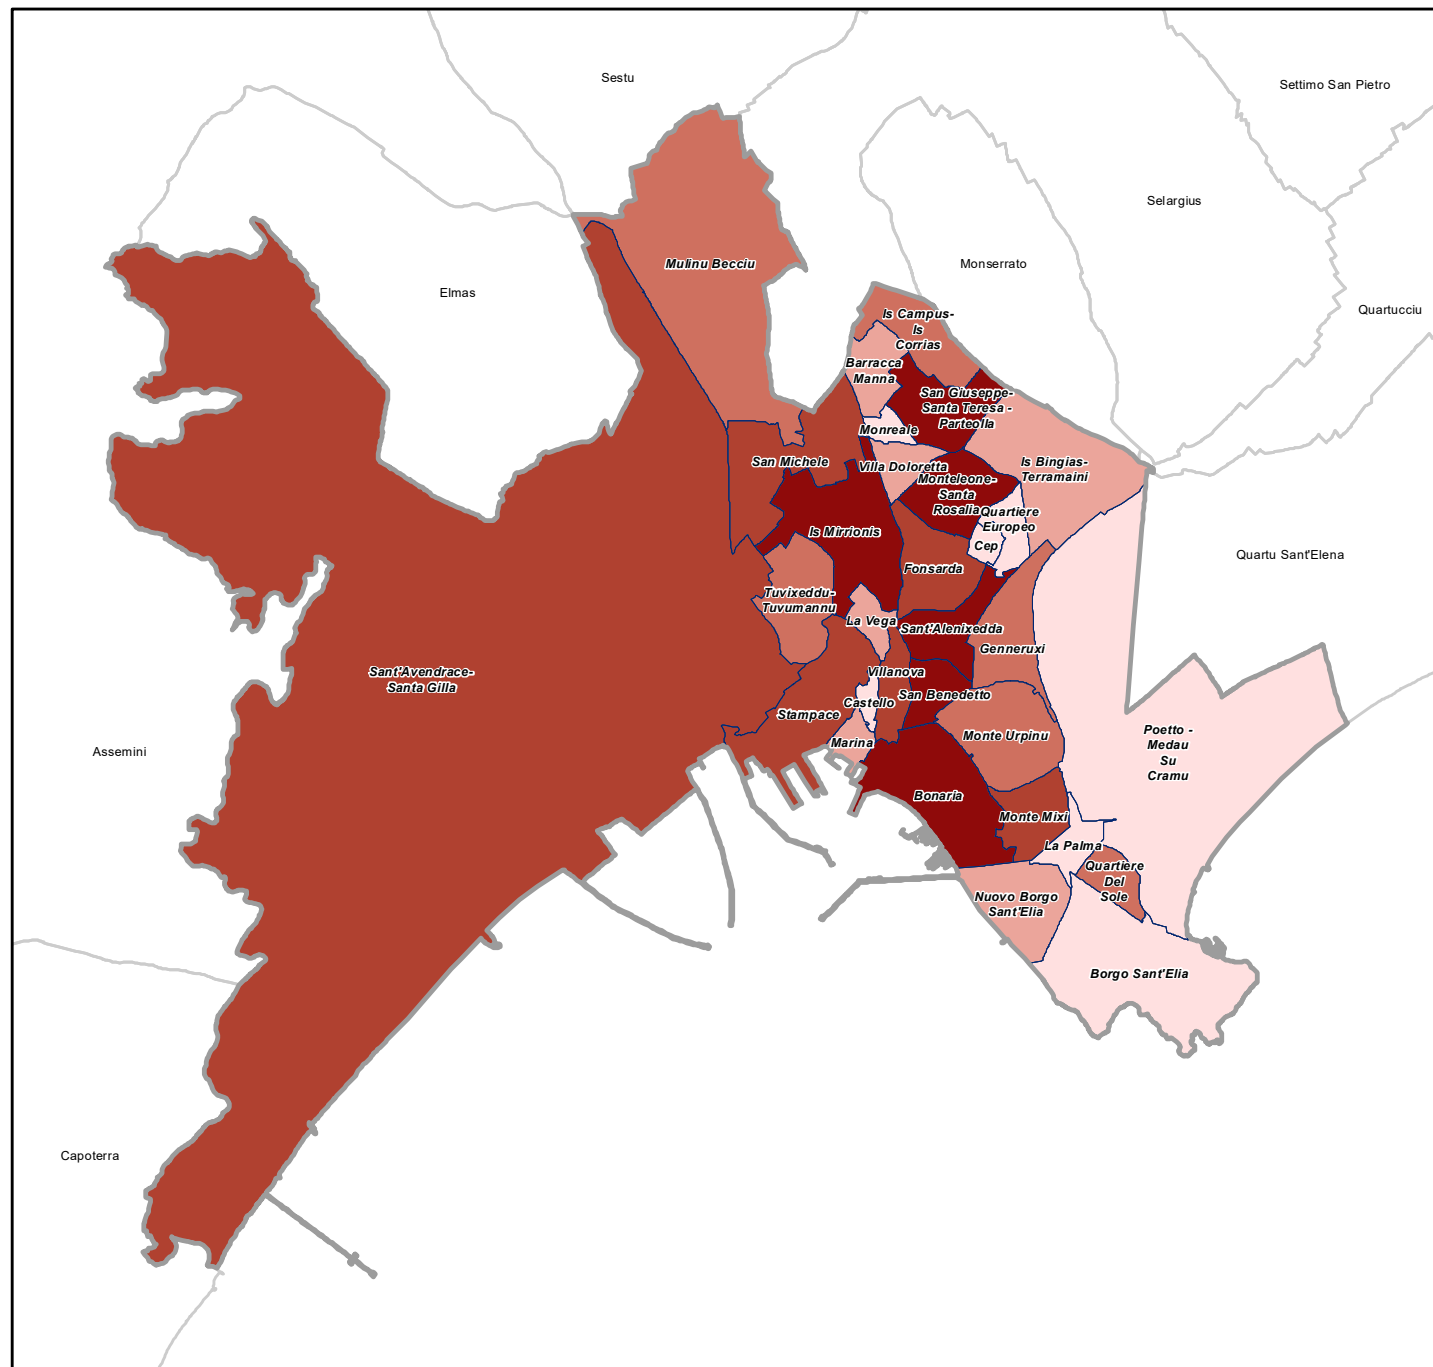 Sestu
Settimo San Pietro
Selargius
Mulinu Becciu
Monserrato
Elmas
Quartucciu
Is Campus-
Is
Corrias
Barracca
Manna
San Giuseppe-
Santa Teresa -
Parteolla
Monreale
San Michele
Villa Doloretta
Is Bingias-
Terramaini
Monteleone-
Santa
Rosalia
Quartiere
Europeo
Is Mirrionis
Cep
Quartu Sant'Elena
Fonsarda
Tuvixeddu-
Tuvumannu
La Vega
Sant'Alenixedda
Genneruxi
Sant'Avendrace-
Santa Gilla
Villanova
San Benedetto
Castello
Stampace
Marina
Monte Urpinu
Poetto -
Medau
Su
Cramu
Assemini
Bonaria
Monte Mixi
La Palma
Quartiere
Del
Sole
Nuovo Borgo
Sant'Elia
Borgo Sant'Elia
Capoterra